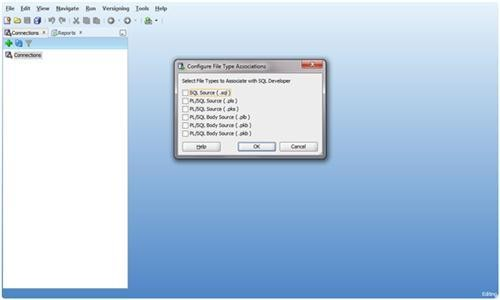 File Edit View Navigate Run Versioning Tools Help
Connections Reports
Connections
Configure File Type Associations
Select File Types to Associate with SQL Developer
SQL Source ( .sql )
PL/SQL Source ( .pls )
PL/SQL Source ( .pks )
PL/SQL Body Source ( .plb )
PL/SQL Body Source ( .pkb )
PL/SQL Body Source ( .pkb )
Help OK Cancel
Editing